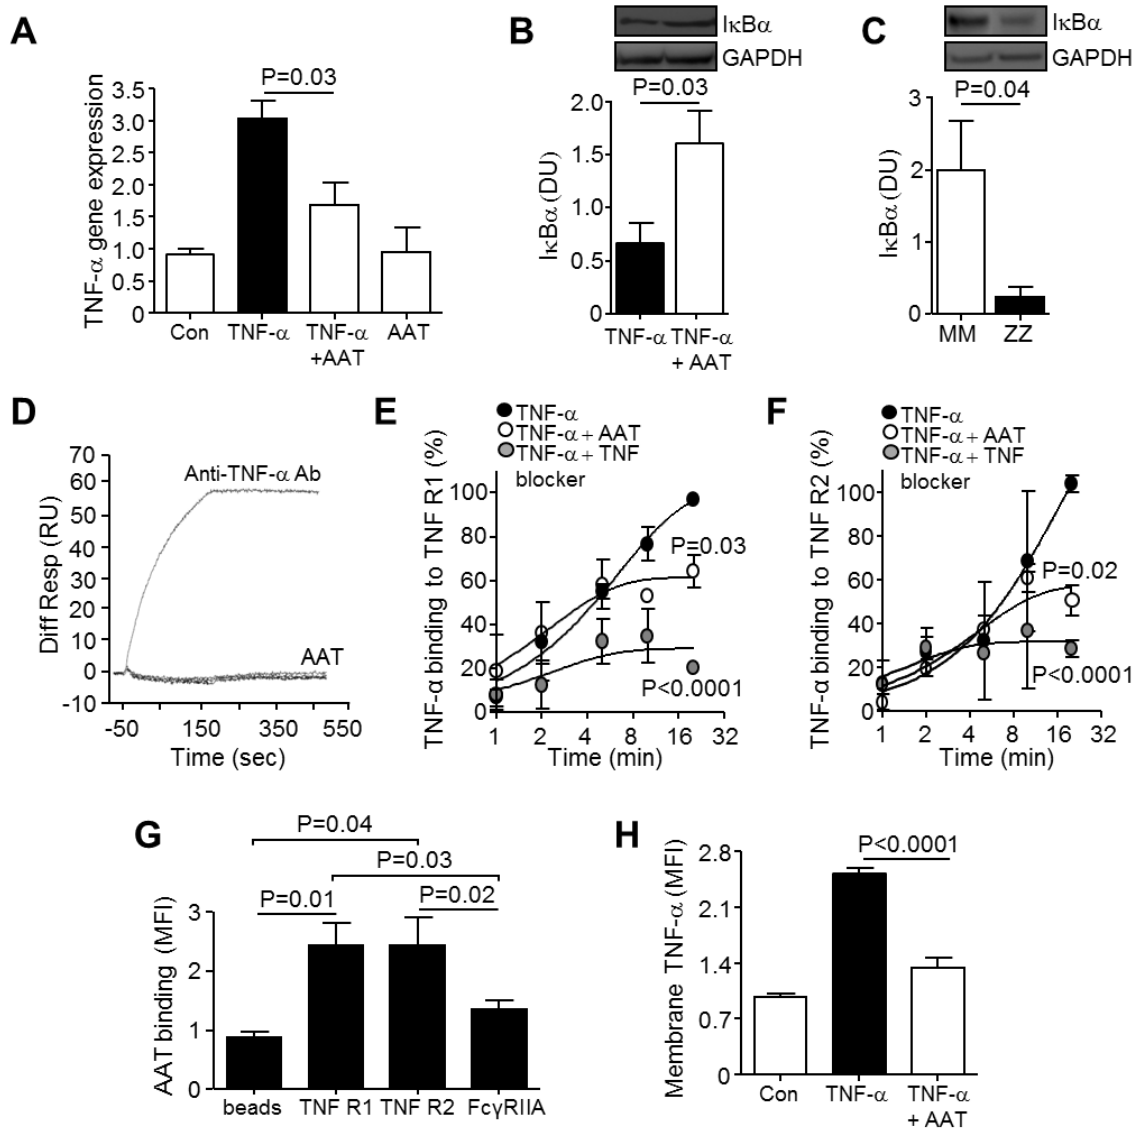 A
TNF-α gene expression
3.5
3.0
2.5
2.0
1.5
1.0
0.5
0
P=0.03
Con
TNF-α
TNF-α
+AAT
AAT
B
IκBα
GAPDH
P=0.03
IκBα (DU)
2.0
1.5
1.0
0.5
0
TNF-α
TNF-α
+ AAT
C
IκBα
GAPDH
P=0.04
IκBα (DU)
3
2
1
0
MM
ZZ
D
Diff Resp (RU)
70
60
50
40
30
20
10
0
-10
Anti-TNF-α Ab
AAT
-50
150
350
550
Time (sec)
E
TNF-α
TNF-α + AAT
TNF-α + TNF
blocker
TNF-α binding to TNF R1 (%)
100
80
60
40
20
0
P=0.03
P<0.0001
1
2
4
8
16
32
Time (min)
F
TNF-α
TNF-α + AAT
TNF-α + TNF
blocker
TNF-α binding to TNF R2 (%)
100
80
60
40
20
0
P=0.02
P<0.0001
1
2
4
8
16
32
Time (min)
G
P=0.04
P=0.03
P=0.01
P=0.02
AAT binding (MFI)
3
2
1
0
beads
TNF R1
TNF R2
FcγRIIA
H
P<0.0001
Membrane TNF-α (MFI)
2.8
2.1
1.4
0.7
0
Con
TNF-α
TNF-α
+ AAT